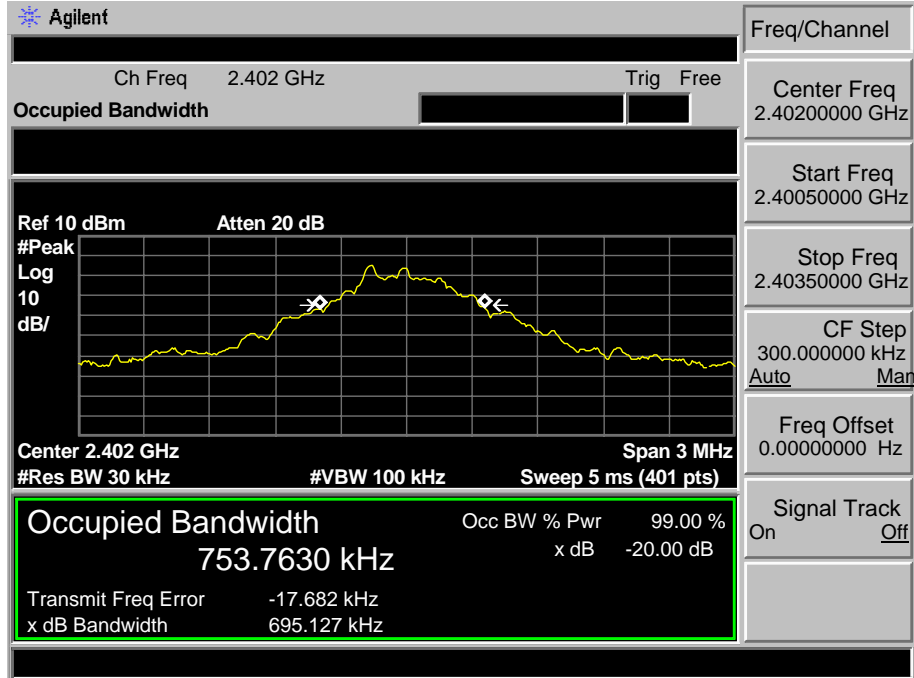 Agilent
Ch Freq 2.402 GHz Trig Free
Occupied Bandwidth
Ref 10 dBm Atten 20 dB
#Peak
Log
10
dB/
Center 2.402 GHz Span 3 MHz
#Res BW 30 kHz #VBW 100 kHz Sweep 5 ms (401 pts)
Occupied Bandwidth
753.7630 kHz
Occ BW % Pwr 99.00 %
x dB -20.00 dB
Transmit Freq Error -17.682 kHz
x dB Bandwidth 695.127 kHz
Freq/Channel
Center Freq
2.40200000 GHz
Start Freq
2.40050000 GHz
Stop Freq
2.40350000 GHz
CF Step
300.000000 kHz
Auto Man
Freq Offset
0.00000000 Hz
Signal Track
On Off